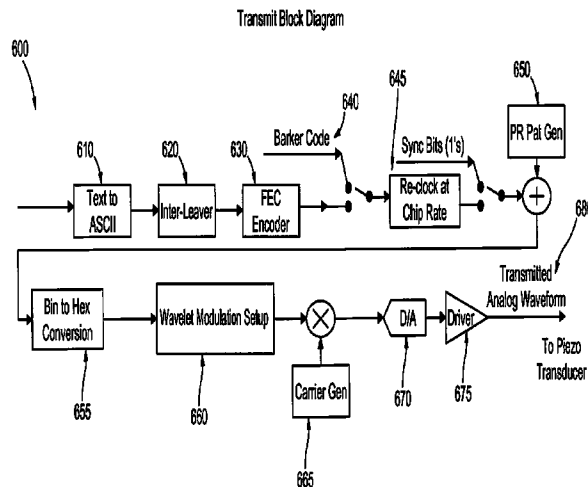 Transmit Block Diagram
600
610
Text to
ASCII
620
Inter-Leaver
630
FEC
Encoder
640
Barker Code
645
Re-clock at
Chip Rate
Sync Bits (1's)
650
PR Pat Gen
+
Bin to Hex
Conversion
655
Wavelet Modulation Setup
660
Carrier Gen
665
D/A
670
Driver
675
Transmitted
Analog Waveform
680
To Piezo
Transducer